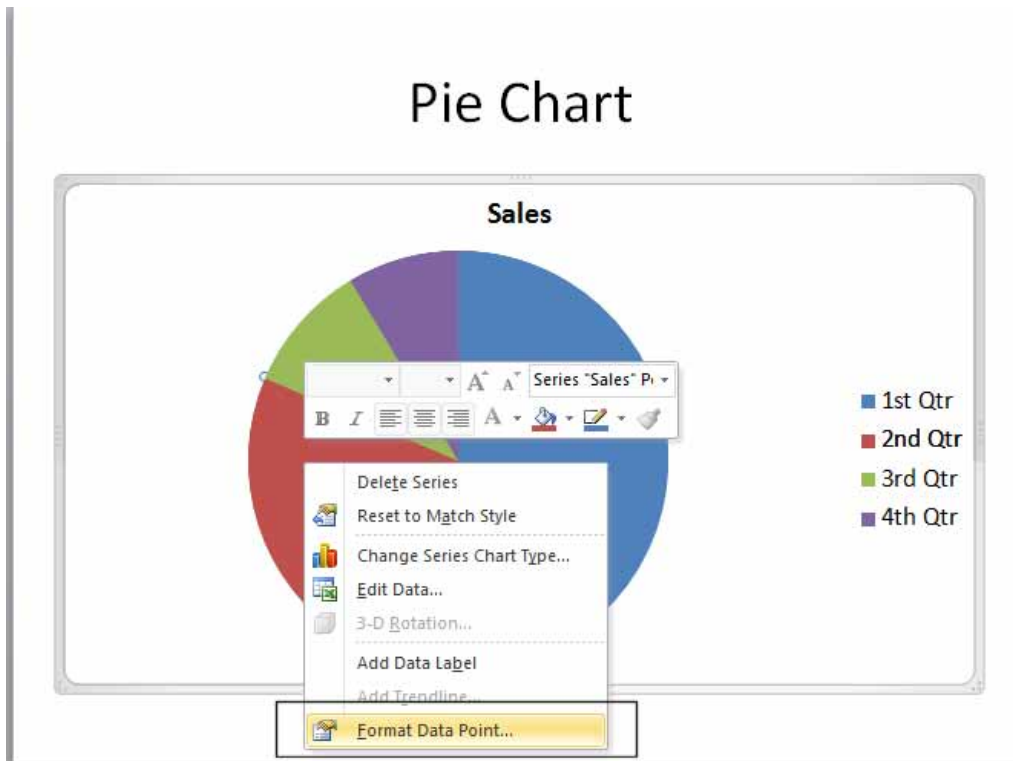 Pie Chart
Sales
Series "Sales" P
B I A
1st Qtr
2nd Qtr
3rd Qtr
4th Qtr
Delete Series
Reset to Match Style
Change Series Chart Type...
Edit Data...
3-D Rotation...
Add Data Label
Add Trendline...
Format Data Point...